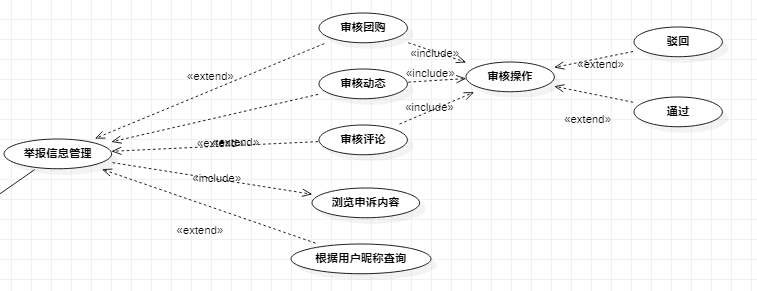 审核团购
驳回
«include»
«extend»
«extend»
«include»
审核操作
审核动态
«include»
通过
«extend»
审核评论
«extend»
«extend»
举报信息管理
«include»
浏览申诉内容
«extend»
根据用户昵称查询